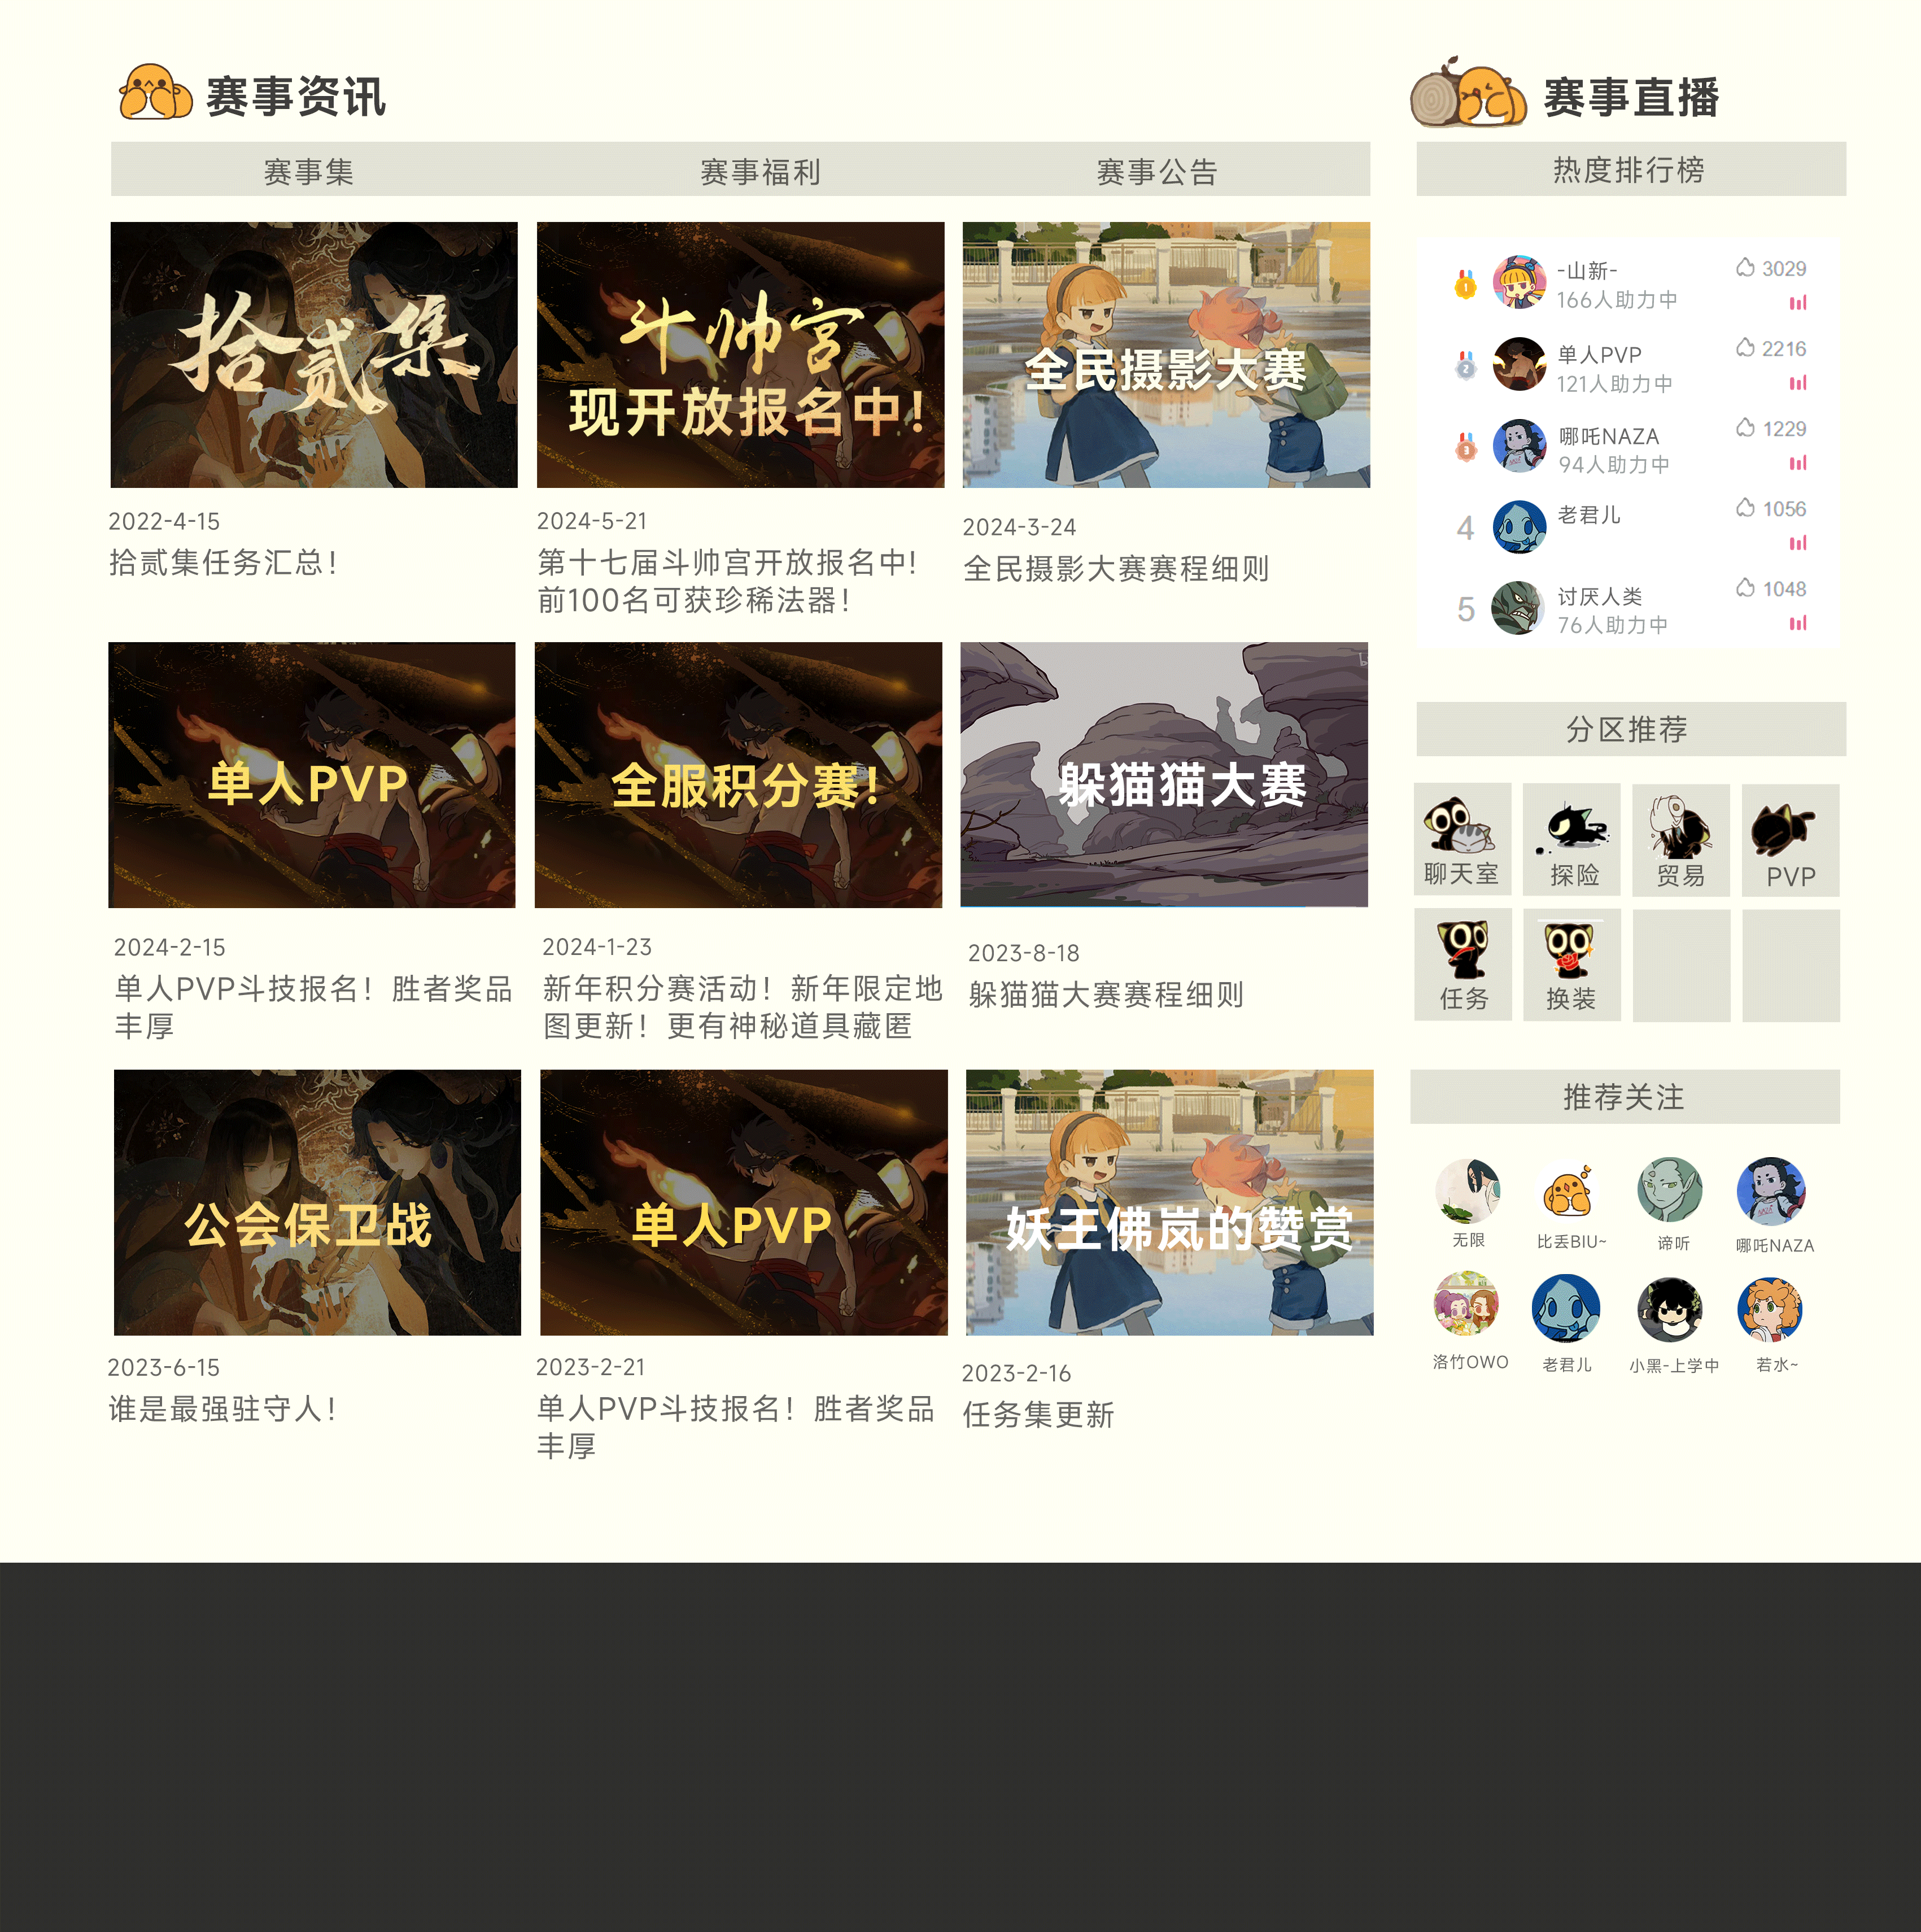 赛事资讯
赛事集
赛事福利
赛事公告
拾贰集
斗帅宫
现开放报名中!
全民摄影大赛
2022-4-15
拾贰集任务汇总!
2024-5-21
第十七届斗帅宫开放报名中!
前100名可获珍稀法器!
2024-3-24
全民摄影大赛赛程细则
单人PVP
全服积分赛!
躲猫猫大赛
2024-2-15
单人PVP斗技报名!胜者奖品
丰厚
2024-1-23
新年积分赛活动!新年限定地
图更新!更有神秘道具藏匿
2023-8-18
躲猫猫大赛赛程细则
公会保卫战
单人PVP
妖王佛岚的赞赏
2023-6-15
谁是最强驻守人!
2023-2-21
单人PVP斗技报名!胜者奖品
丰厚
2023-2-16
任务集更新
赛事直播
热度排行榜
1
-山新-
3029
166人助力中
2
单人PVP
2216
121人助力中
3
哪吒NAZA
1229
94人助力中
4
老君儿
1056
5
讨厌人类
1048
76人助力中
分区推荐
聊天室
探险
贸易
PVP
任务
换装
推荐关注
无限
比丢BIU~
谛听
哪吒NAZA
洛竹OWO
老君儿
小黑-上学中
若水~